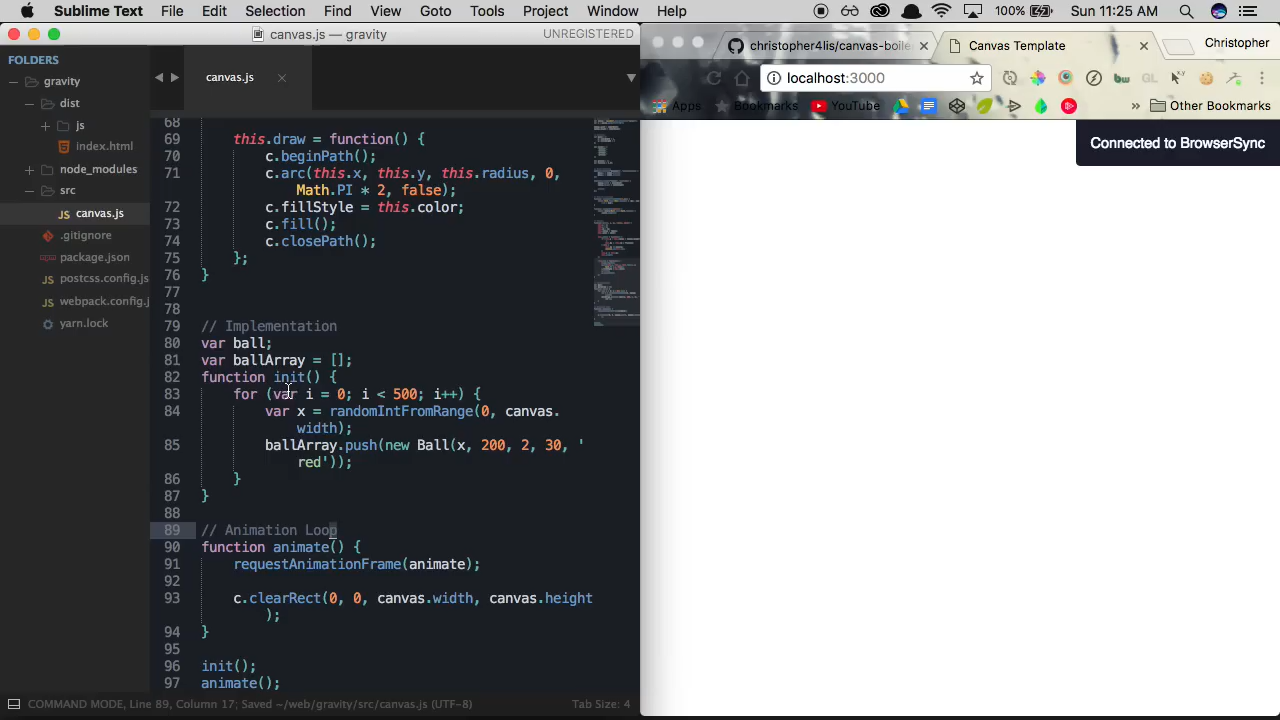 Sublime Text File Edit Selection Find View Goto Tools Project Window Help 100% Sun 11:25 AM
canvas.js — gravity UNREGISTERED
christopher4lis/canvas-boile Canvas Template Christopher
FOLDERS
gravity
dist
js
index.html
node_modules
src
canvas.js
.gitignore
package.json
postcss.config.js
webpack.config.j
yarn.lock
canvas.js
localhost:3000
Apps Bookmarks YouTube Other Bookmarks
Connected to BrowserSync
68
69 this.draw = function() {
70 c.beginPath();
71 c.arc(this.x, this.y, this.radius, 0,
Math.PI * 2, false);
72 c.fillStyle = this.color;
73 c.fill();
74 c.closePath();
75 };
76 }
77
78
79 // Implementation
80 var ball;
81 var ballArray = [];
82 function init() {
83 for (var i = 0; i < 500; i++) {
84 var x = randomIntFromRange(0, canvas.
width);
85 ballArray.push(new Ball(x, 200, 2, 30, '
red'));
86 }
87 }
88
89 // Animation Loop
90 function animate() {
91 requestAnimationFrame(animate);
92
93 c.clearRect(0, 0, canvas.width, canvas.height
);
94 }
95
96 init();
97 animate();
COMMAND MODE, Line 89, Column 17; Saved ~/web/gravity/src/canvas.js (UTF-8) Tab Size: 4